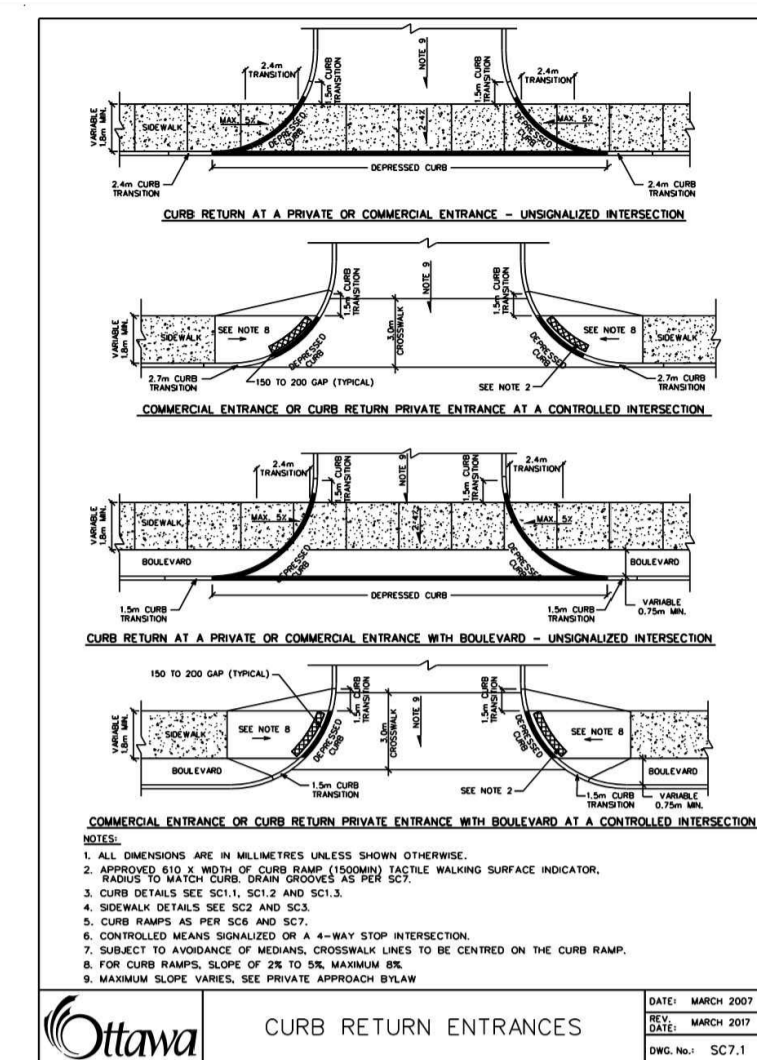 2.4m
TRANSITION
1.5m CURB
TRANSITION
NOTE 9
1.5m CURB
TRANSITION
2.4m
TRANSITION
VARIABLE
1.8m MIN.
SIDEWALK
MAX. 5%
DEPRESSED
CURB
2-4%
DEPRESSED
CURB
MAX. 5%
SIDEWALK
DEPRESSED CURB
2.4m CURB
TRANSITION
2.4m CURB
TRANSITION
CURB RETURN AT A PRIVATE OR COMMERCIAL ENTRANCE - UNSIGNALIZED INTERSECTION
1.5m CURB
TRANSITION
NOTE 9
1.5m CURB
TRANSITION
VARIABLE
1.8m MIN.
SIDEWALK
SEE NOTE 8
DEPRESSED
CURB
3.0m
CROSSWALK
DEPRESSED
CURB
SEE NOTE 8
SIDEWALK
2.7m CURB
TRANSITION
150 TO 200 GAP (TYPICAL)
SEE NOTE 2
2.7m CURB
TRANSITION
COMMERCIAL ENTRANCE OR CURB RETURN PRIVATE ENTRANCE AT A CONTROLLED INTERSECTION
2.4m
TRANSITION
1.5m CURB
TRANSITION
NOTE 9
1.5m CURB
TRANSITION
2.4m
TRANSITION
VARIABLE
1.8m MIN.
SIDEWALK
MAX. 5%
2-4%
MAX. 5%
SIDEWALK
BOULEVARD
DEPRESSED
CURB
DEPRESSED
CURB
BOULEVARD
DEPRESSED CURB
1.5m CURB
TRANSITION
1.5m CURB
TRANSITION
VARIABLE
0.75m MIN.
CURB RETURN AT A PRIVATE OR COMMERCIAL ENTRANCE WITH BOULEVARD - UNSIGNALIZED INTERSECTION
150 TO 200 GAP (TYPICAL)
1.5m CURB
TRANSITION
NOTE 9
1.5m CURB
TRANSITION
VARIABLE
1.8m MIN.
SIDEWALK
SEE NOTE 8
DEPRESSED
CURB
3.0m
CROSSWALK
DEPRESSED
CURB
SEE NOTE 8
SIDEWALK
BOULEVARD
BOULEVARD
1.5m CURB
TRANSITION
SEE NOTE 2
1.5m CURB
TRANSITION
VARIABLE
0.75m MIN.
COMMERCIAL ENTRANCE OR CURB RETURN PRIVATE ENTRANCE WITH BOULEVARD AT A CONTROLLED INTERSECTION
NOTES:
1. ALL DIMENSIONS ARE IN MILLIMETRES UNLESS SHOWN OTHERWISE.
2. APPROVED 610 X WIDTH OF CURB RAMP (1500MIN) TACTILE WALKING SURFACE INDICATOR,
RADIUS TO MATCH CURB. DRAIN GROOVES AS PER SC7.
3. CURB DETAILS SEE SC1.1, SC1.2 AND SC1.3.
4. SIDEWALK DETAILS SEE SC2 AND SC3.
5. CURB RAMPS AS PER SC6 AND SC7.
6. CONTROLLED MEANS SIGNALIZED OR A 4-WAY STOP INTERSECTION.
7. SUBJECT TO AVOIDANCE OF MEDIANS, CROSSWALK LINES TO BE CENTRED ON THE CURB RAMP.
8. FOR CURB RAMPS, SLOPE OF 2% TO 5%, MAXIMUM 8%.
9. MAXIMUM SLOPE VARIES, SEE PRIVATE APPROACH BYLAW
Ottawa
CURB RETURN ENTRANCES
DATE: MARCH 2007
REV. DATE: MARCH 2017
DWG. No.: SC7.1